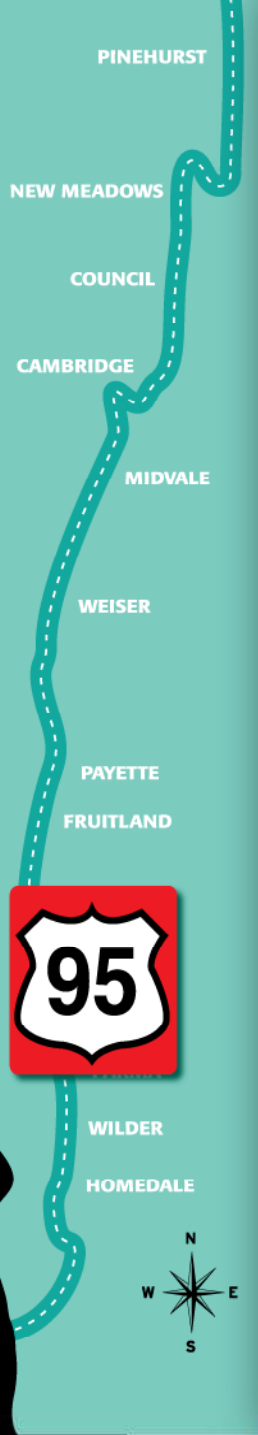 PINEHURST
NEW MEADOWS
COUNCIL
CAMBRIDGE
MIDVALE
WEISER
PAYETTE
FRUITLAND
95
WILDER
HOMEDALE
N
W E
S